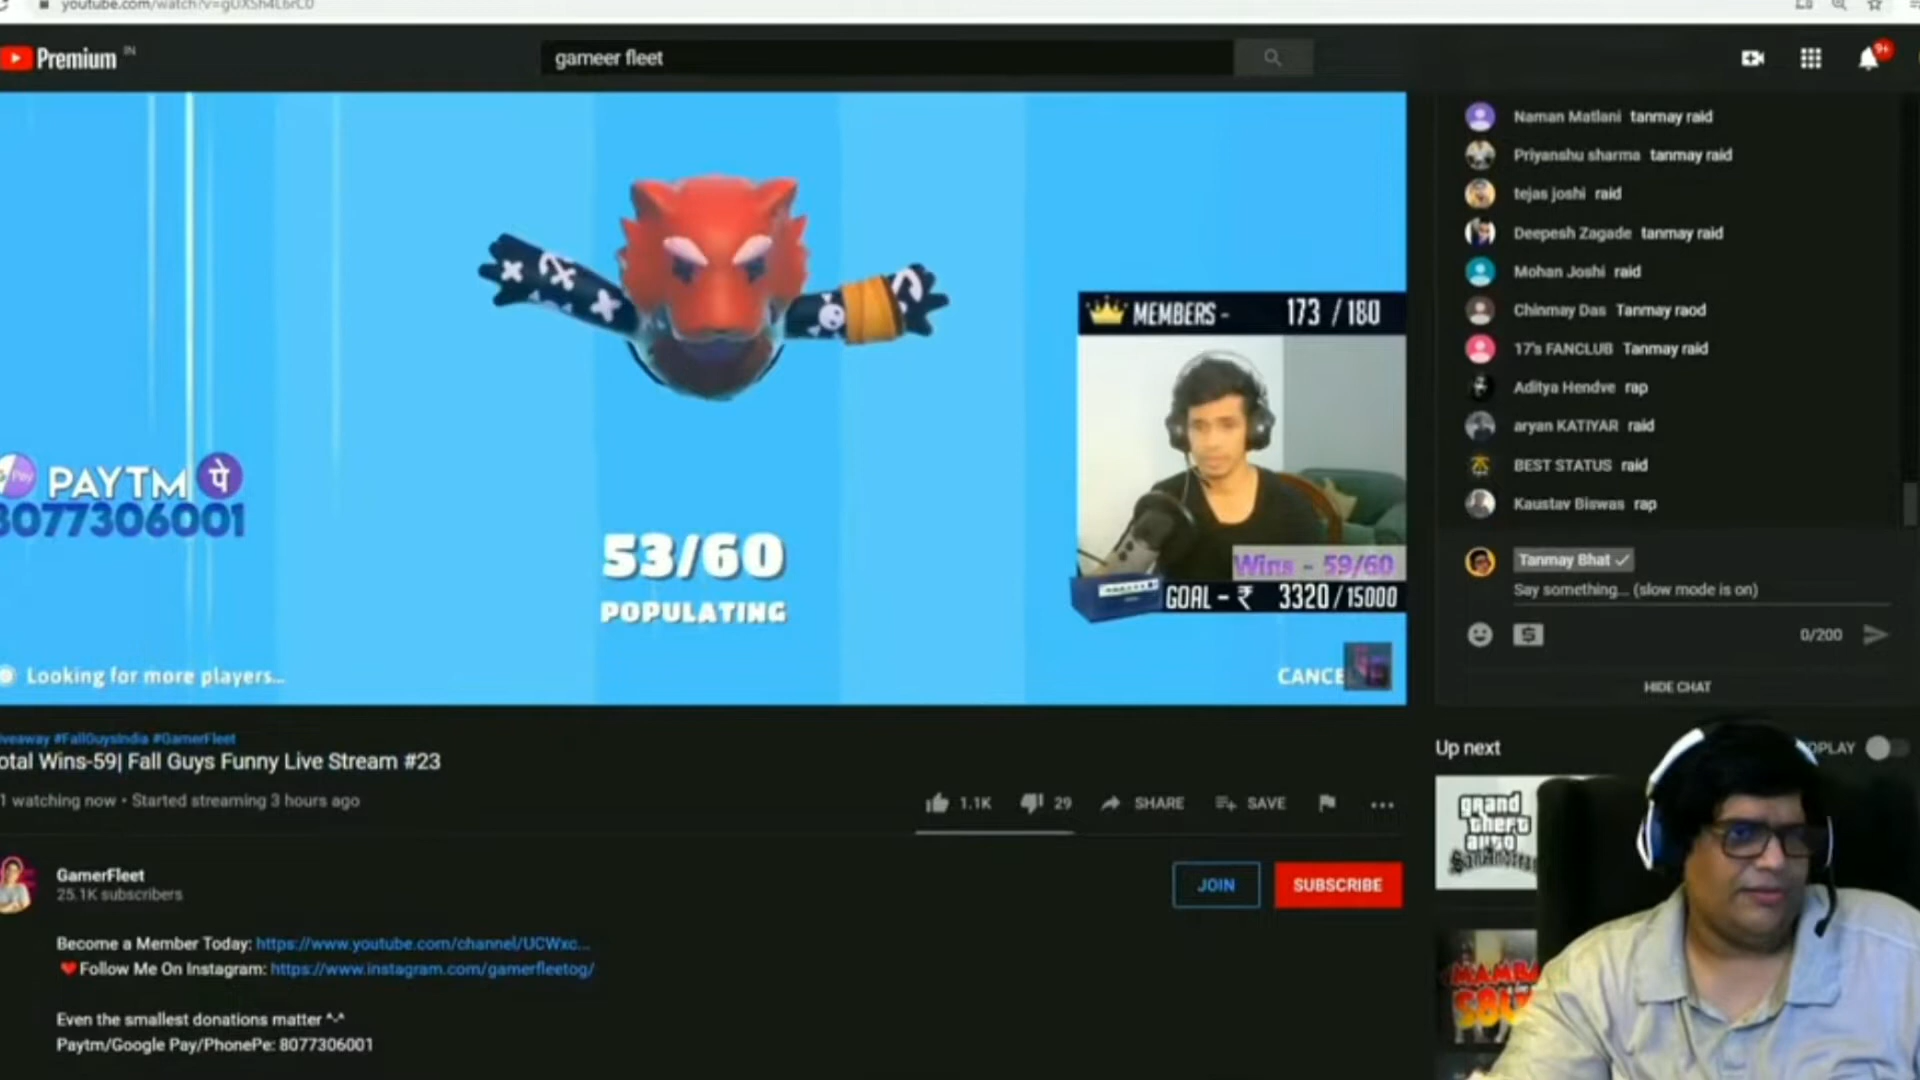 youtube.com/watch?v=gUXSh4L6rC0
Premium IN
gameer fleet
9+
MEMBERS - 173 / 180
Pay PAYTM पे
8077306001
53/60
POPULATING
Wins - 59/60
GOAL - ₹ 3320/15000
Looking for more players...
CANCE
Naman Matlani tanmay raid
Priyanshu sharma tanmay raid
tejas joshi raid
Deepesh Zagade tanmay raid
Mohan Joshi raid
Chinmay Das Tanmay raod
17's FANCLUB Tanmay raid
Aditya Hendve rap
aryan KATIYAR raid
BEST STATUS raid
Kaustav Biswas rap
Tanmay Bhat
Say something... (slow mode is on)
0/200
HIDE CHAT
iveaway #FallGuysIndia #GamerFleet
otal Wins-59| Fall Guys Funny Live Stream #23
1 watching now • Started streaming 3 hours ago
1.1K 29 SHARE SAVE
GamerFleet
25.1K subscribers
JOIN SUBSCRIBE
Become a Member Today: https://www.youtube.com/channel/UCWxc...
Follow Me On Instagram: https://www.instagram.com/gamerfleetog/
Even the smallest donations matter ^-^
Paytm/Google Pay/PhonePe: 8077306001
Up next
OPLAY
grand
theft
auto
SanAndreas